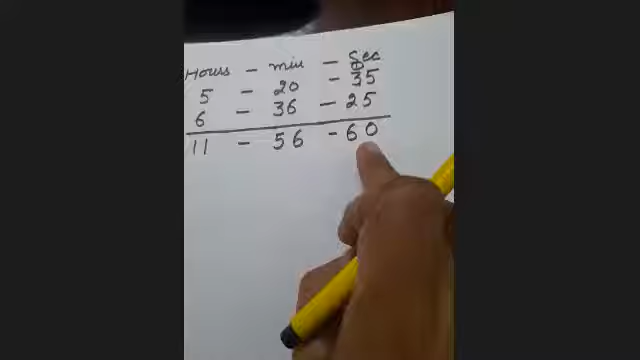 Hours - min - Sec
5 - 20 - 35
6 - 36 - 25
11 - 56 - 60